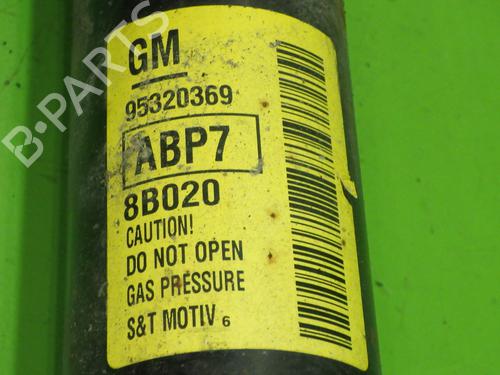 GM
95320369
ABP7
8B020
CAUTION!
DO NOT OPEN
GAS PRESSURE
S&T MOTIV 6
B-PARTS